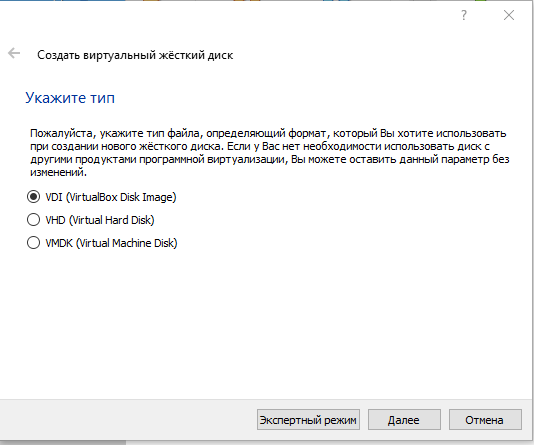 ?
Создать виртуальный жёсткий диск
Укажите тип
Пожалуйста, укажите тип файла, определяющий формат, который Вы хотите использовать
при создании нового жёсткого диска. Если у Вас нет необходимости использовать диск с
другими продуктами программной виртуализации, Вы можете оставить данный параметр без
изменений.
VDI (VirtualBox Disk Image)
VHD (Virtual Hard Disk)
VMDK (Virtual Machine Disk)
Экспертный режим
Далее
Отмена